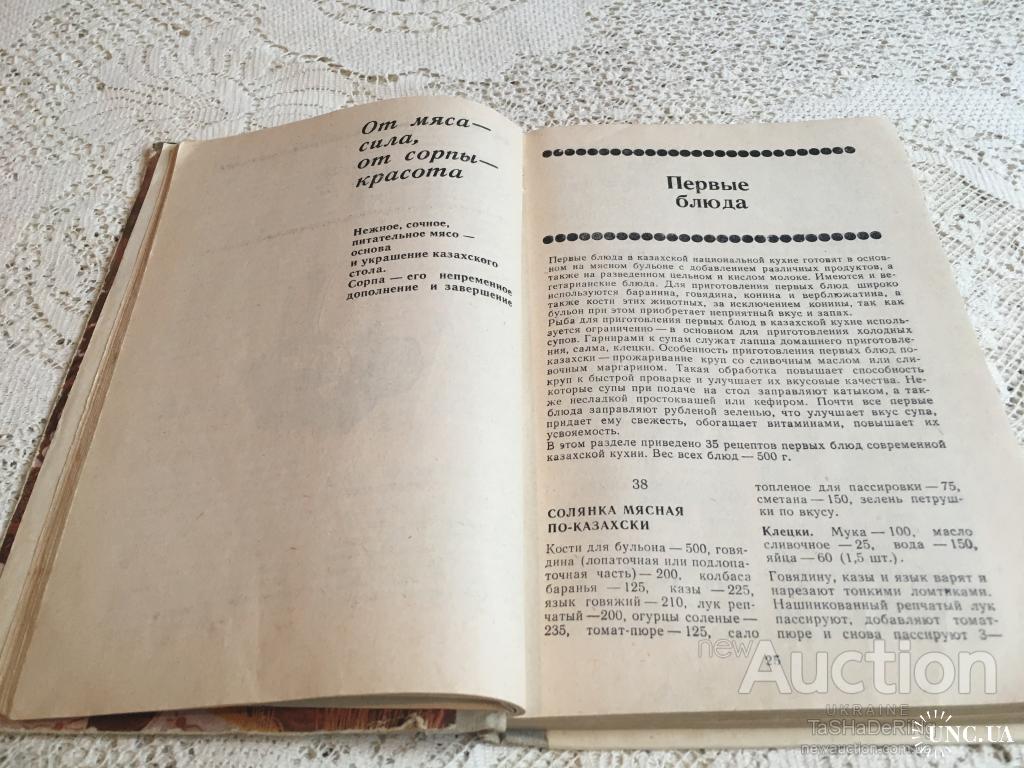 От мяса—
сила,
от сорпы—
красота
Нежное, сочное,
питательное мясо —
основа
и украшение казахского
стола.
Сорпа — его непременное
дополнение и завершение
Первые
блюда
Первые блюда в казахской национальной кухне готовят в основ-
ном на мясном бульоне с добавлением различных продуктов, а
также на разведенном цельном и кислом молоке. Имеются и ве-
гетарианские блюда. Для приготовления первых блюд широко
используются баранина, говядина, конина и верблюжатина, а
также кости этих животных, за исключением конины, так как
бульон при этом приобретает неприятный вкус и запах.
Рыба для приготовления первых блюд в казахской кухне исполь-
зуется ограниченно — в основном для приготовления холодных
супов. Гарнирами к супам служат лапша домашнего приготовле-
ния, салма, клецки. Особенность приготовления первых блюд по-
казахски — прожаривание круп со сливочным маслом или сли-
вочным маргарином. Такая обработка повышает способность
круп к быстрой проварке и улучшает их вкусовые качества. Не-
которые супы при подаче на стол заправляют катыком, а так-
же несладкой простоквашей или кефиром. Почти все первые
блюда заправляют рубленой зеленью, что улучшает вкус супа,
придает ему свежесть, обогащает витаминами, повышает их
усвояемость.
В этом разделе приведено 35 рецептов первых блюд современной
казахской кухни. Вес всех блюд — 500 г.
38
СОЛЯНКА МЯСНАЯ
ПО-КАЗАХСКИ
Кости для бульона — 500, говя-
дина (лопаточная или подлопа-
точная часть) — 200, колбаса
баранья — 125, казы — 225,
язык говяжий — 210, лук реп-
чатый —200, огурцы соленые —
235, томат-пюре — 125, сало
топленое для пассировки — 75,
сметана — 150, зелень петруш-
ки по вкусу.
Клецки. Мука — 100, масло
сливочное — 25, вода — 150,
яйца — 60 (1,5 шт.).
Говядину, казы и язык варят и
нарезают тонкими ломтиками.
Нашинкованный репчатый лук
пассируют, добавляют томат-
пюре и снова пассируют 3—
25
new Auction
UKRAINE
TaSHaDeRiNg
newauction.com.ua
UNC.UA